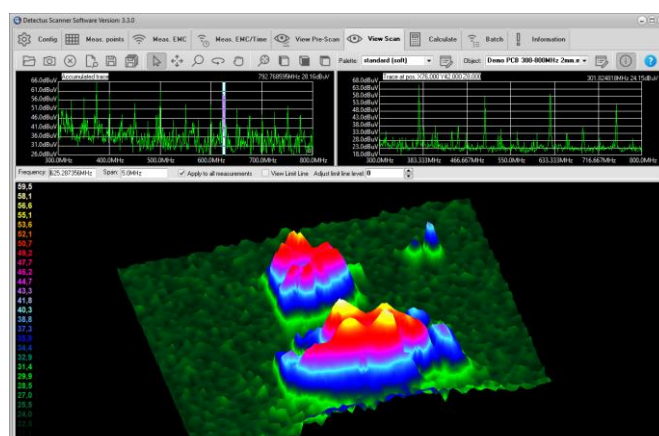 Detectus Scanner Software Version: 3.3.0
Config Meas. points Meas. EMC Meas. EMC/Time View Pre-Scan View Scan Calculate Batch Information
Palette: standard (soft) Object: Demo PCB 300-800MHz 2mm.e
Accumulated trace 792.768595MHz 28.16dBuV
66.0dBuV
61.0dBuV
56.0dBuV
51.0dBuV
46.0dBuV
41.0dBuV
36.0dBuV
31.0dBuV
26.0dBuV
300.0MHz 400.0MHz 500.0MHz 600.0MHz 700.0MHz 800.0MHz
301.824818MHz 24.15dBuV
68.0dBuV
63.0dBuV
58.0dBuV
53.0dBuV
48.0dBuV
43.0dBuV
38.0dBuV
33.0dBuV
28.0dBuV
23.0dBuV
18.0dBuV
300.0MHz 383.333MHz 466.667MHz 550.0MHz 633.333MHz 716.667MHz 800.0MHz
Frequency: 625.287356MHz Span: 5.0MHz Apply to all measurements View Limit Line Adjust limit line level: 0
59,5
58,1
56,6
55,1
53,6
52,1
50,7
49,2
47,7
46,2
44,7
43,3
41,8
40,3
38,8
37,3
35,9
34,4
32,9
31,4
29,9
28,5
27,0
25,5
24,0